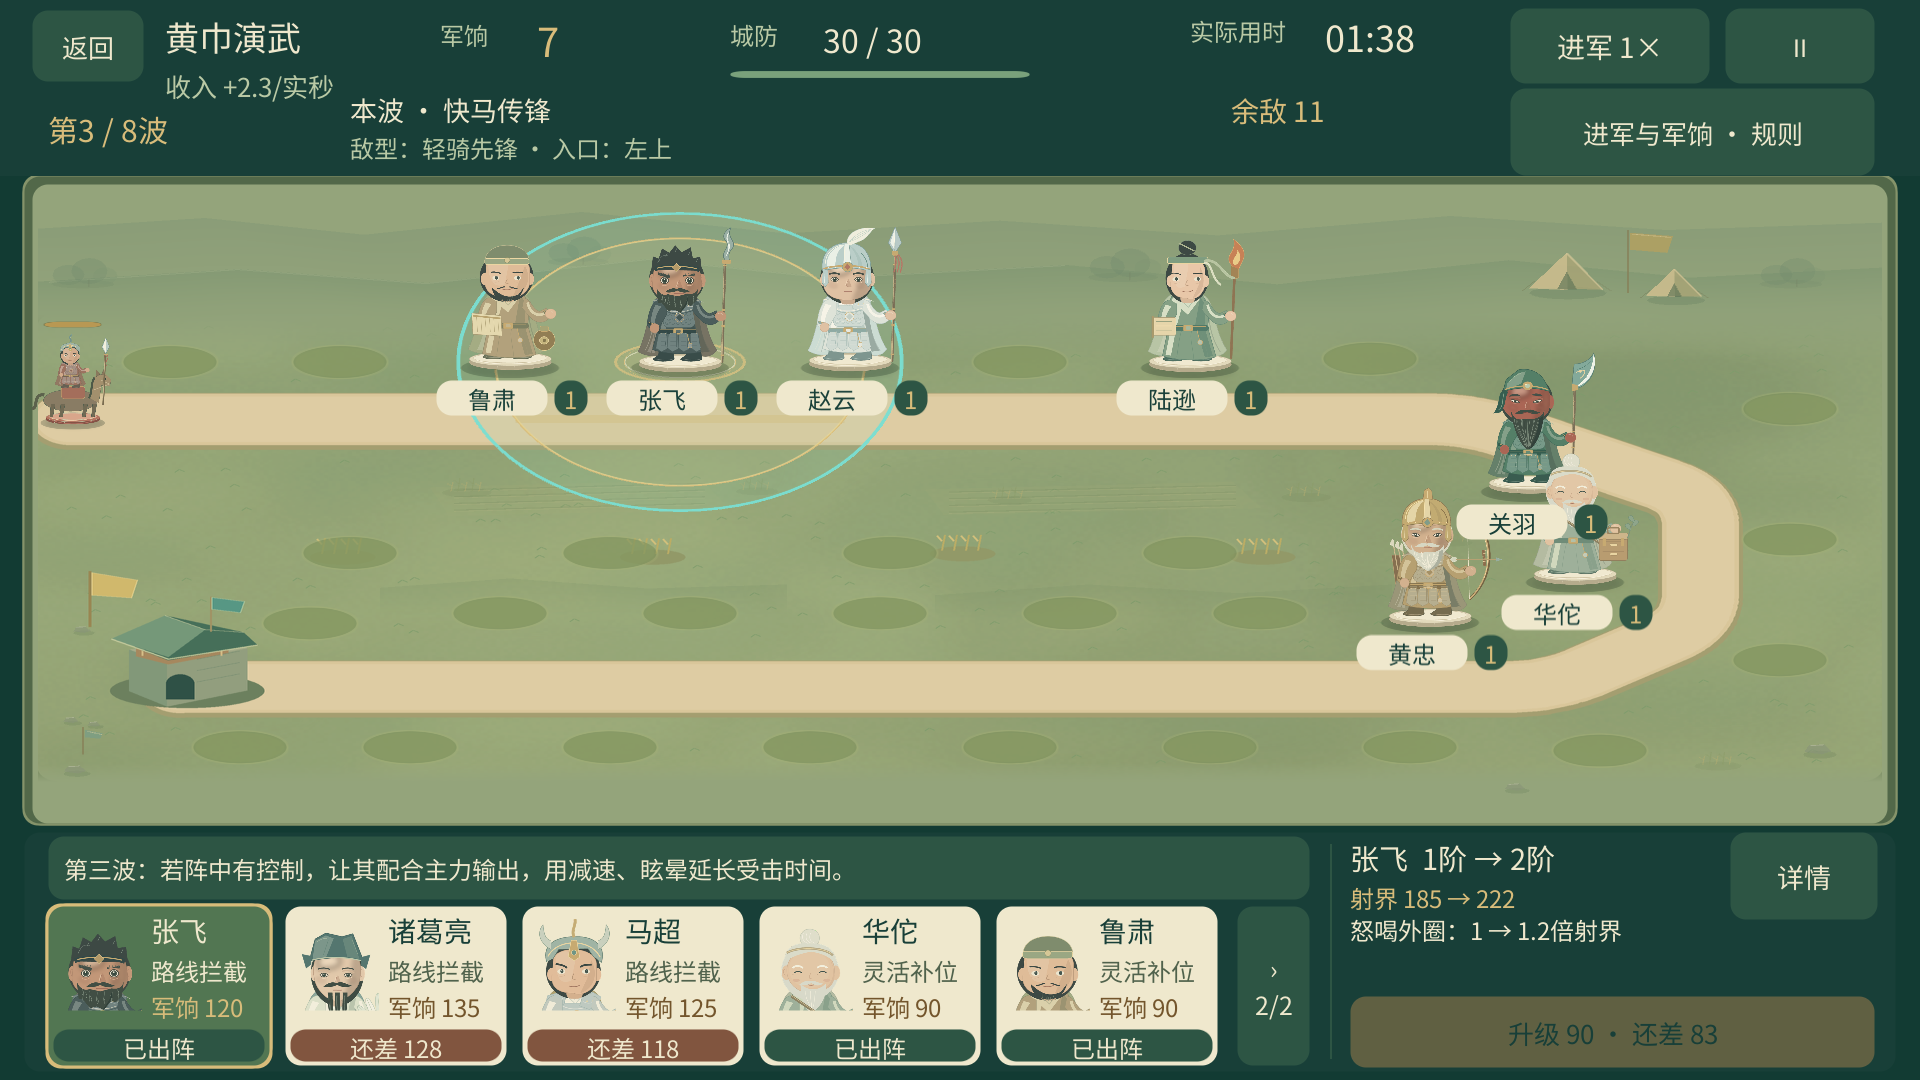 返回
黄巾演武
收入 +2.3/实秒
军饷 7
城防 30 / 30
实际用时 01:38
进军 1×
II
第3 / 8波
本波 · 快马传锋
敌型：轻骑先锋 · 入口：左上
余敌 11
进军与军饷 · 规则
鲁肃 1
张飞 1
赵云 1
陆逊 1
关羽 1
华佗 1
黄忠 1
第三波：若阵中有控制，让其配合主力输出，用减速、眩晕延长受击时间。
张飞
路线拦截
军饷 120
已出阵
诸葛亮
路线拦截
军饷 135
还差 128
马超
路线拦截
军饷 125
还差 118
华佗
灵活补位
军饷 90
已出阵
鲁肃
灵活补位
军饷 90
已出阵
›
2/2
张飞 1阶 → 2阶
射界 185 → 222
怒喝外圈：1 → 1.2倍射界
详情
升级 90 · 还差 83